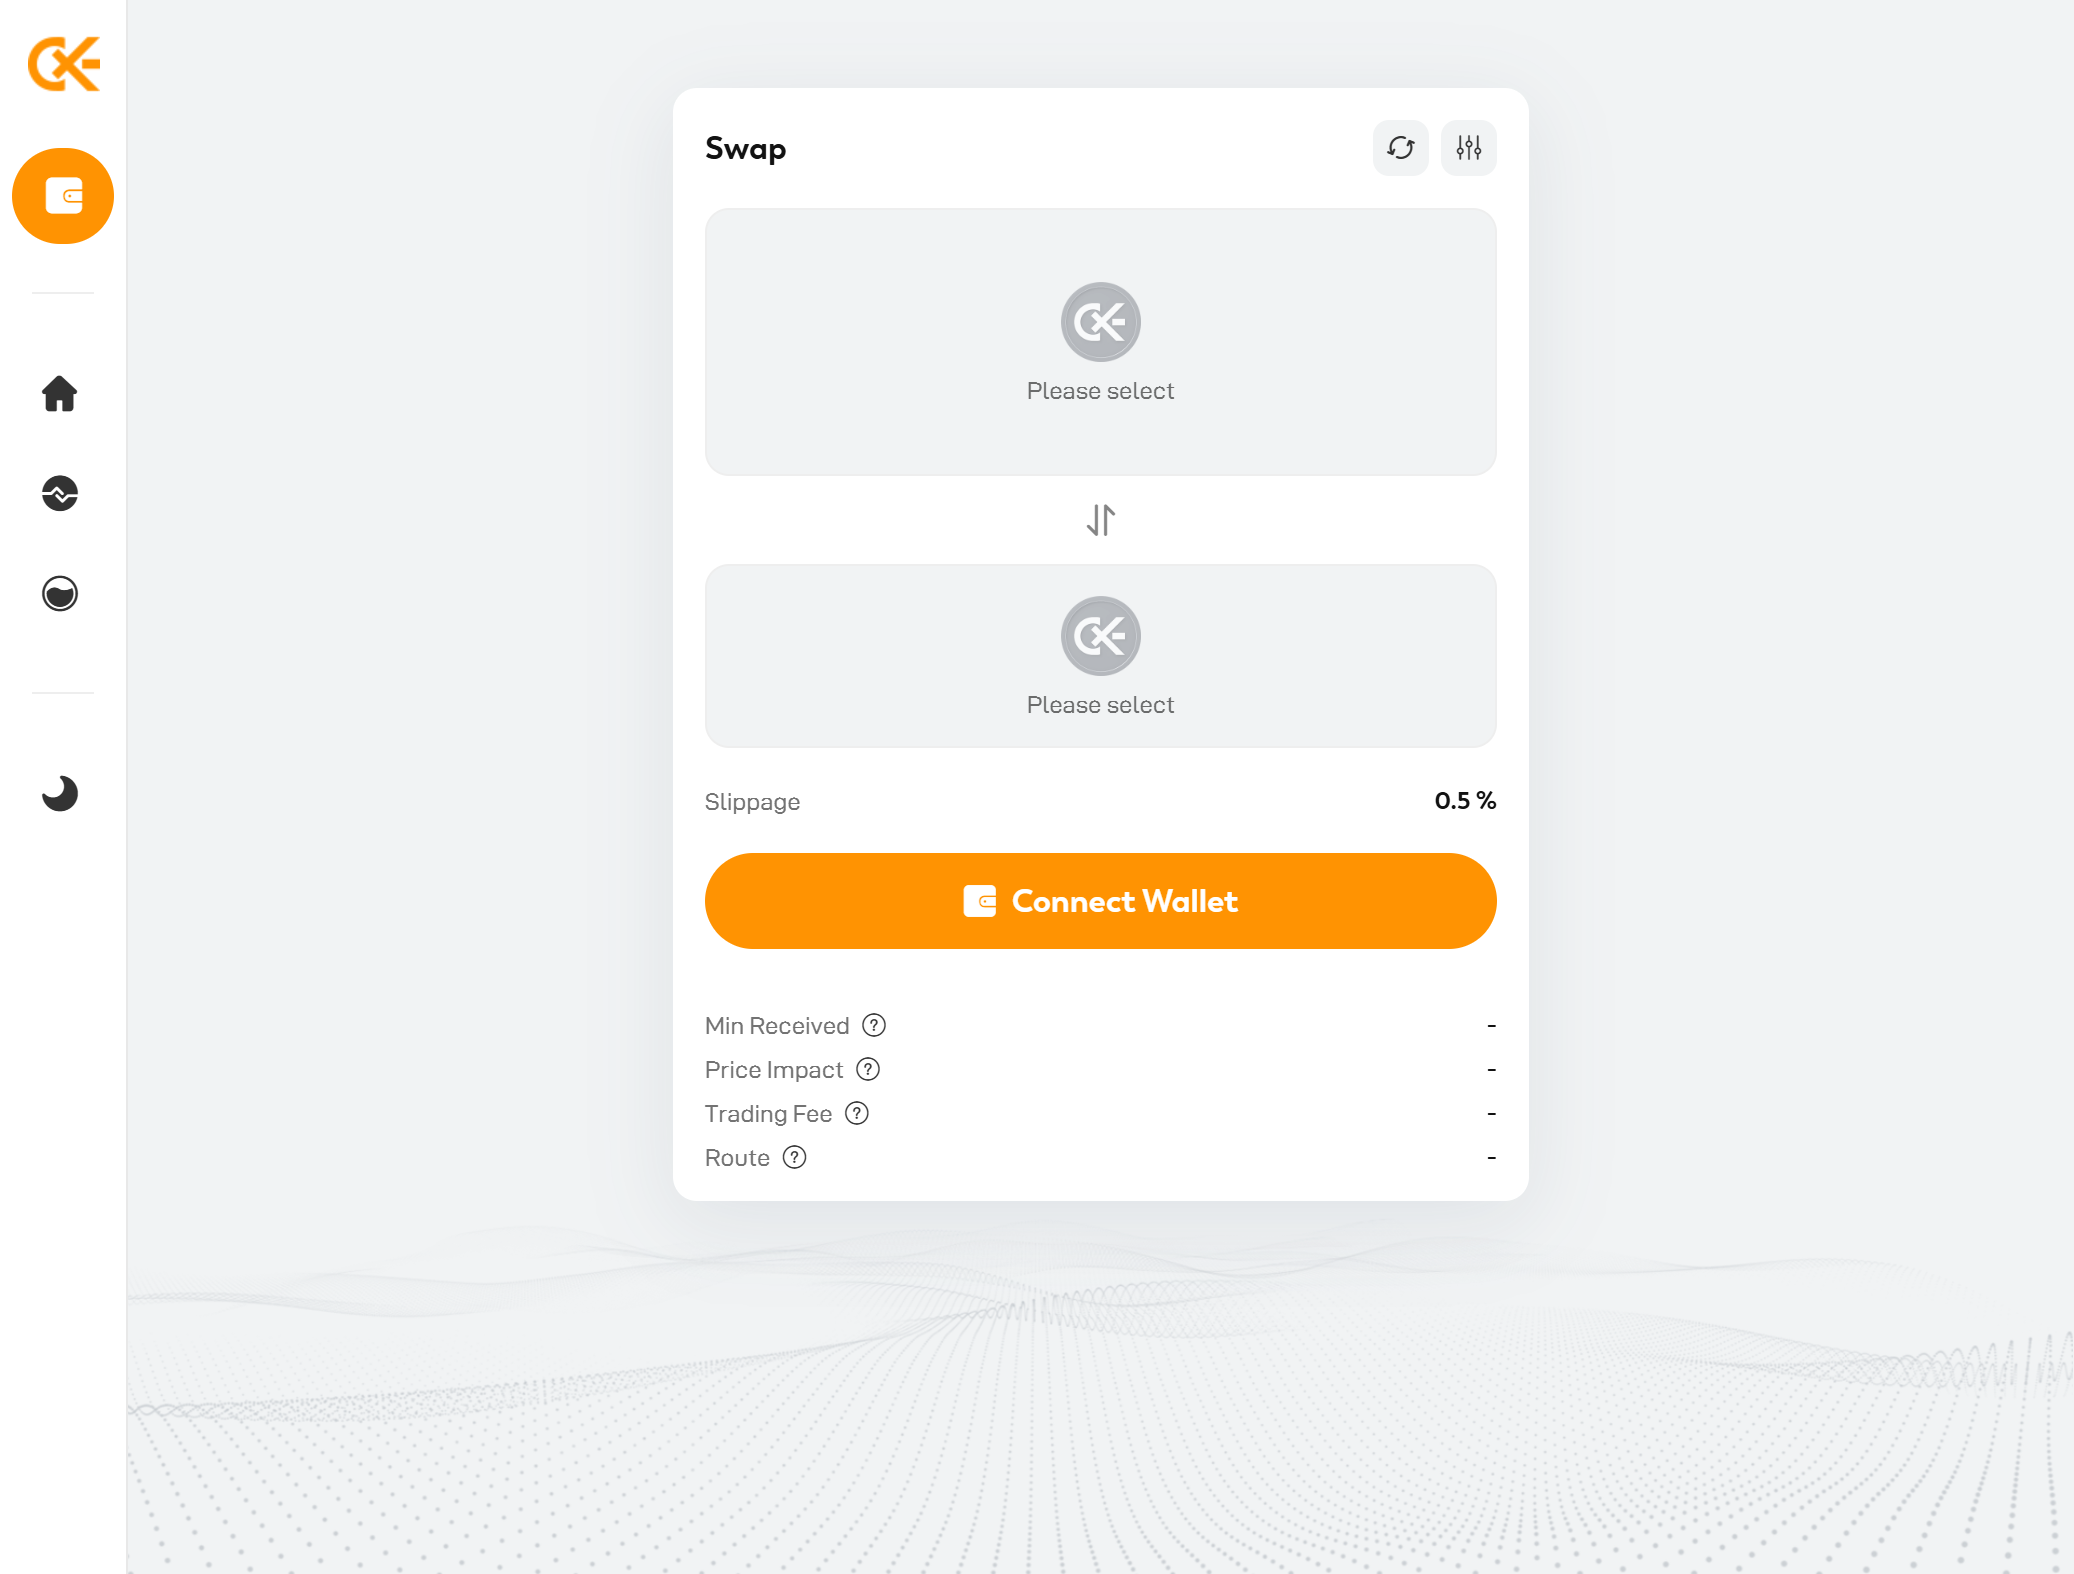 Swap
Please select
Please select
Slippage
0.5 %
Connect Wallet
Min Received ?
-
Price Impact ?
-
Trading Fee ?
-
Route ?
-